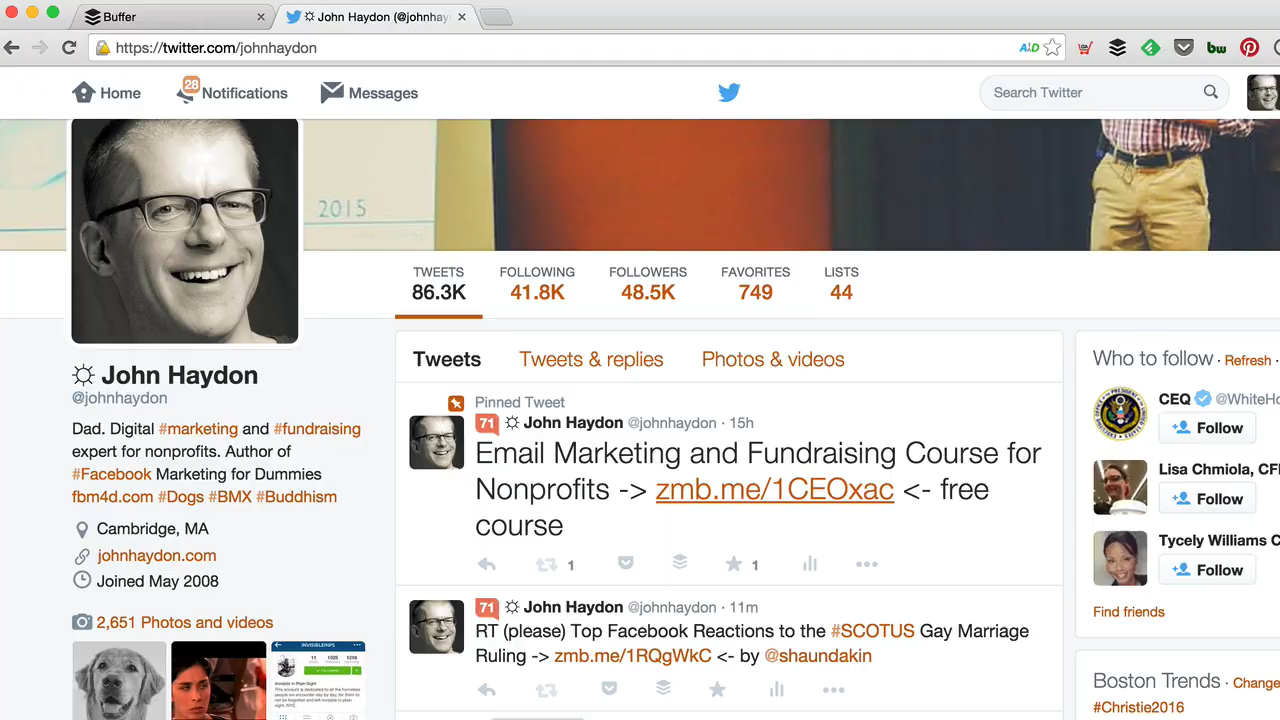 Buffer
☼ John Haydon (@johnhay
https://twitter.com/johnhaydon
28
Home
Notifications
Messages
Search Twitter
2015
TWEETS
FOLLOWING
FOLLOWERS
FAVORITES
LISTS
86.3K
41.8K
48.5K
749
44
☼ John Haydon
@johnhaydon
Dad. Digital #marketing and #fundraising
expert for nonprofits. Author of
#Facebook Marketing for Dummies
fbm4d.com #Dogs #BMX #Buddhism
Cambridge, MA
johnhaydon.com
Joined May 2008
2,651 Photos and videos
Tweets
Tweets & replies
Photos & videos
Pinned Tweet
71 ☼ John Haydon @johnhaydon · 15h
Email Marketing and Fundraising Course for
Nonprofits -> zmb.me/1CEOxac <- free
course
1
1
71 ☼ John Haydon @johnhaydon · 11m
RT (please) Top Facebook Reactions to the #SCOTUS Gay Marriage
Ruling -> zmb.me/1RQgWkC <- by @shaundakin
Who to follow · Refresh ·
CEQ @WhiteHo
Follow
Lisa Chmiola, CF
Follow
Tycely Williams C
Follow
Find friends
Boston Trends · Change
#Christie2016